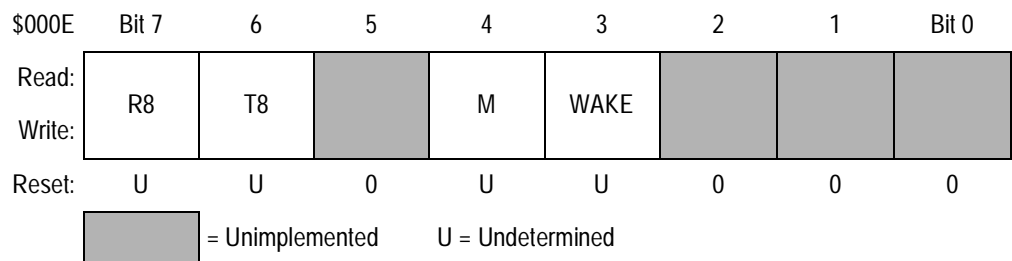 $000E Bit 7 6 5 4 3 2 1 Bit 0
Read:
R8 T8 M WAKE
Write:
Reset: U U 0 U U 0 0 0
= Unimplemented U = Undetermined